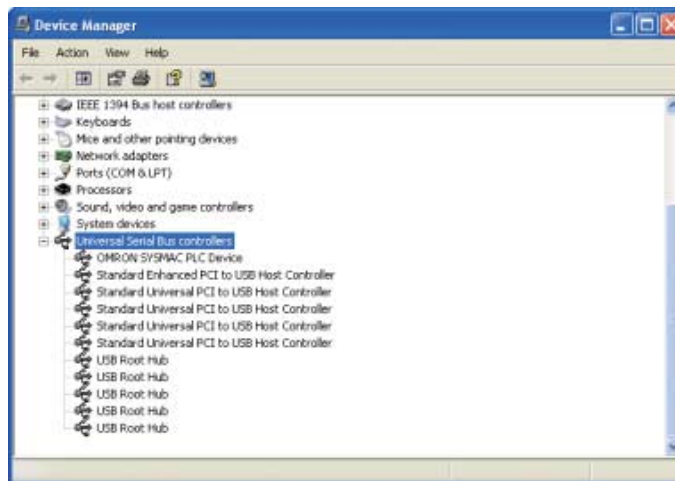 Device Manager
File Action View Help
IEEE 1394 Bus host controllers
Keyboards
Mice and other pointing devices
Network adapters
Ports (COM & LPT)
Processors
Sound, video and game controllers
System devices
Universal Serial Bus controllers
OMRON SYSMAC PLC Device
Standard Enhanced PCI to USB Host Controller
Standard Universal PCI to USB Host Controller
Standard Universal PCI to USB Host Controller
Standard Universal PCI to USB Host Controller
Standard Universal PCI to USB Host Controller
USB Root Hub
USB Root Hub
USB Root Hub
USB Root Hub
USB Root Hub